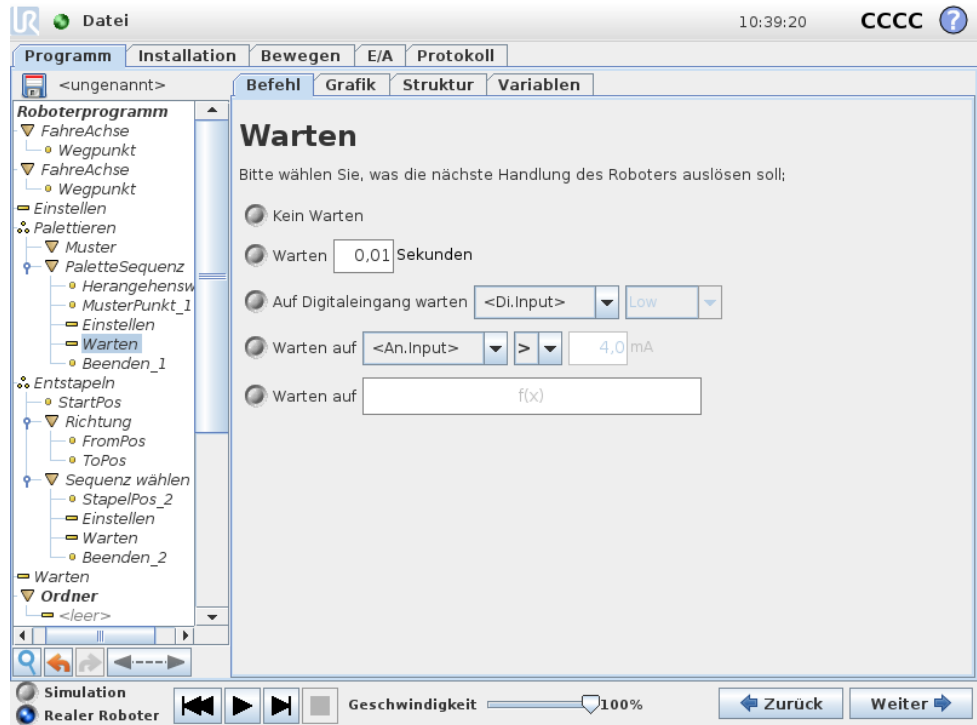 Datei 10:39:20 CCCC ?
Programm Installation Bewegen E/A Protokoll
<ungenannt>
Befehl Grafik Struktur Variablen
Roboterprogramm
FahreAchse
Wegpunkt
FahreAchse
Wegpunkt
Einstellen
Palettieren
Muster
PaletteSequenz
Herangehensw
MusterPunkt_1
Einstellen
Warten
Beenden_1
Entstapeln
StartPos
Richtung
FromPos
ToPos
Sequenz wählen
StapelPos_2
Einstellen
Warten
Beenden_2
Warten
Ordner
<leer>
Warten
Bitte wählen Sie, was die nächste Handlung des Roboters auslösen soll;
Kein Warten
Warten 0,01 Sekunden
Auf Digitaleingang warten <Di.Input> Low
Warten auf <An.Input> > 4,0 mA
Warten auf f(x)
Simulation
Realer Roboter
Geschwindigkeit 100%
Zurück Weiter